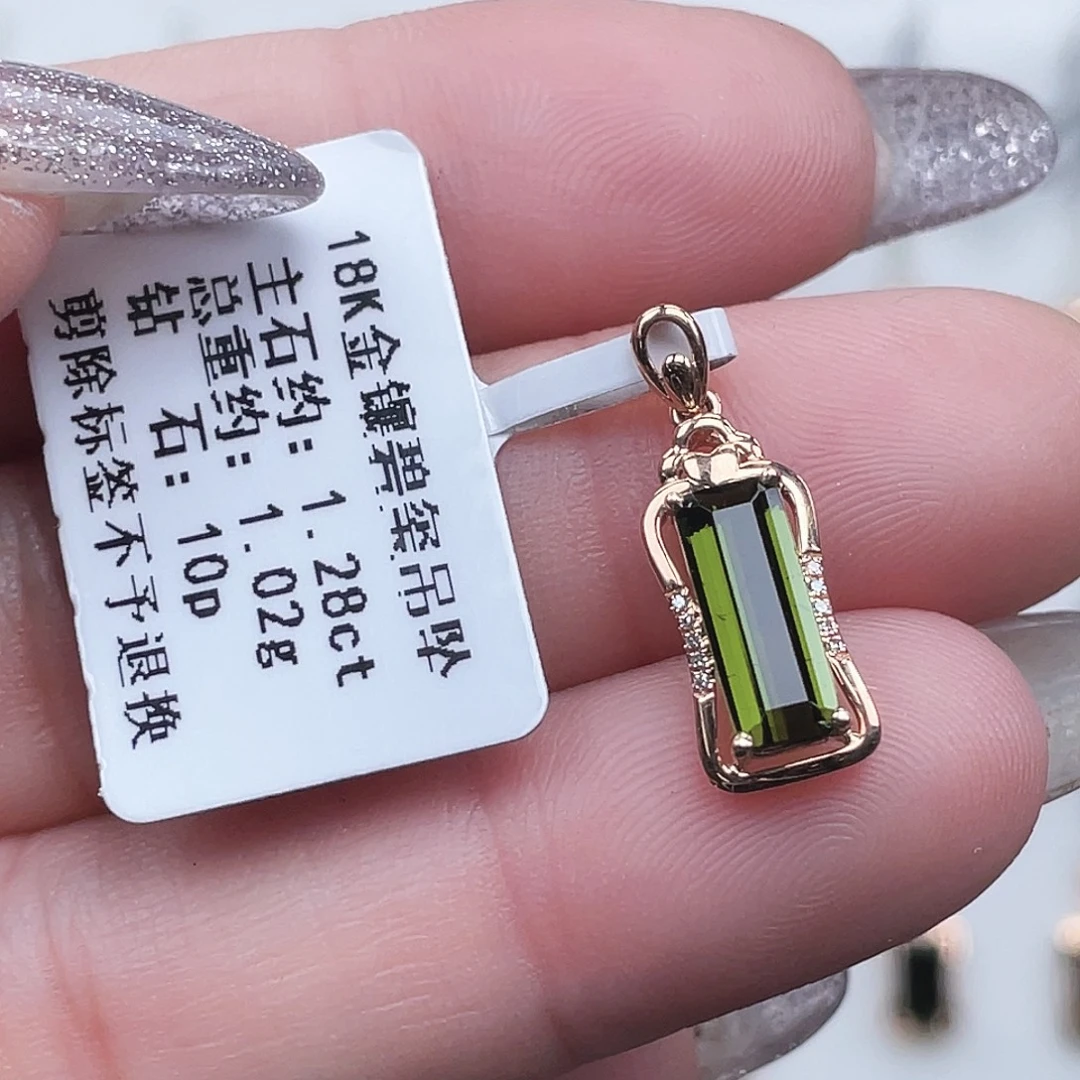 18K金镶碧玺吊坠
主石约: 1.28ct
总重约: 1.02g
钻 石: 10p
剪除标签不予退换